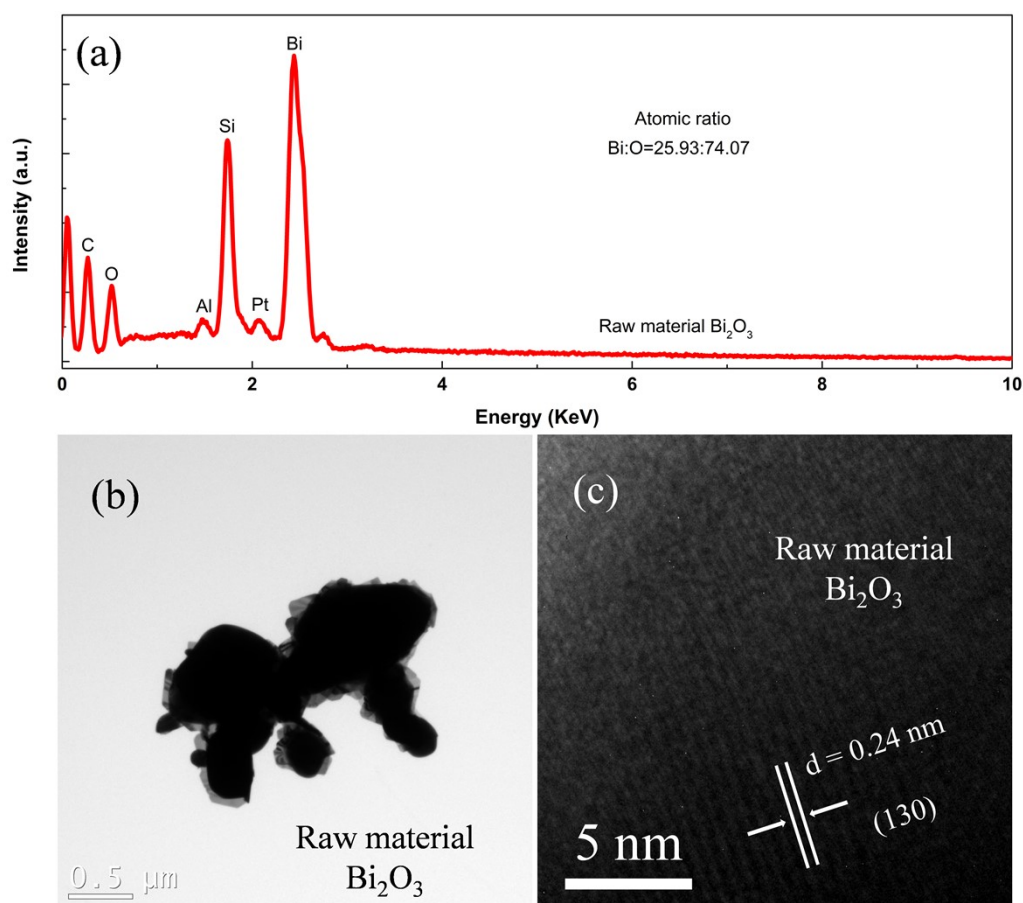 (a)
Intensity (a.u.)
C
O
Al
Si
Pt
Bi
Atomic ratio
Bi:O=25.93:74.07
Raw material Bi₂O₃
0 2 4 6 8 10
Energy (KeV)
(b)
Raw material
Bi₂O₃
0.5 μm
(c)
Raw material
Bi₂O₃
d = 0.24 nm
(130)
5 nm